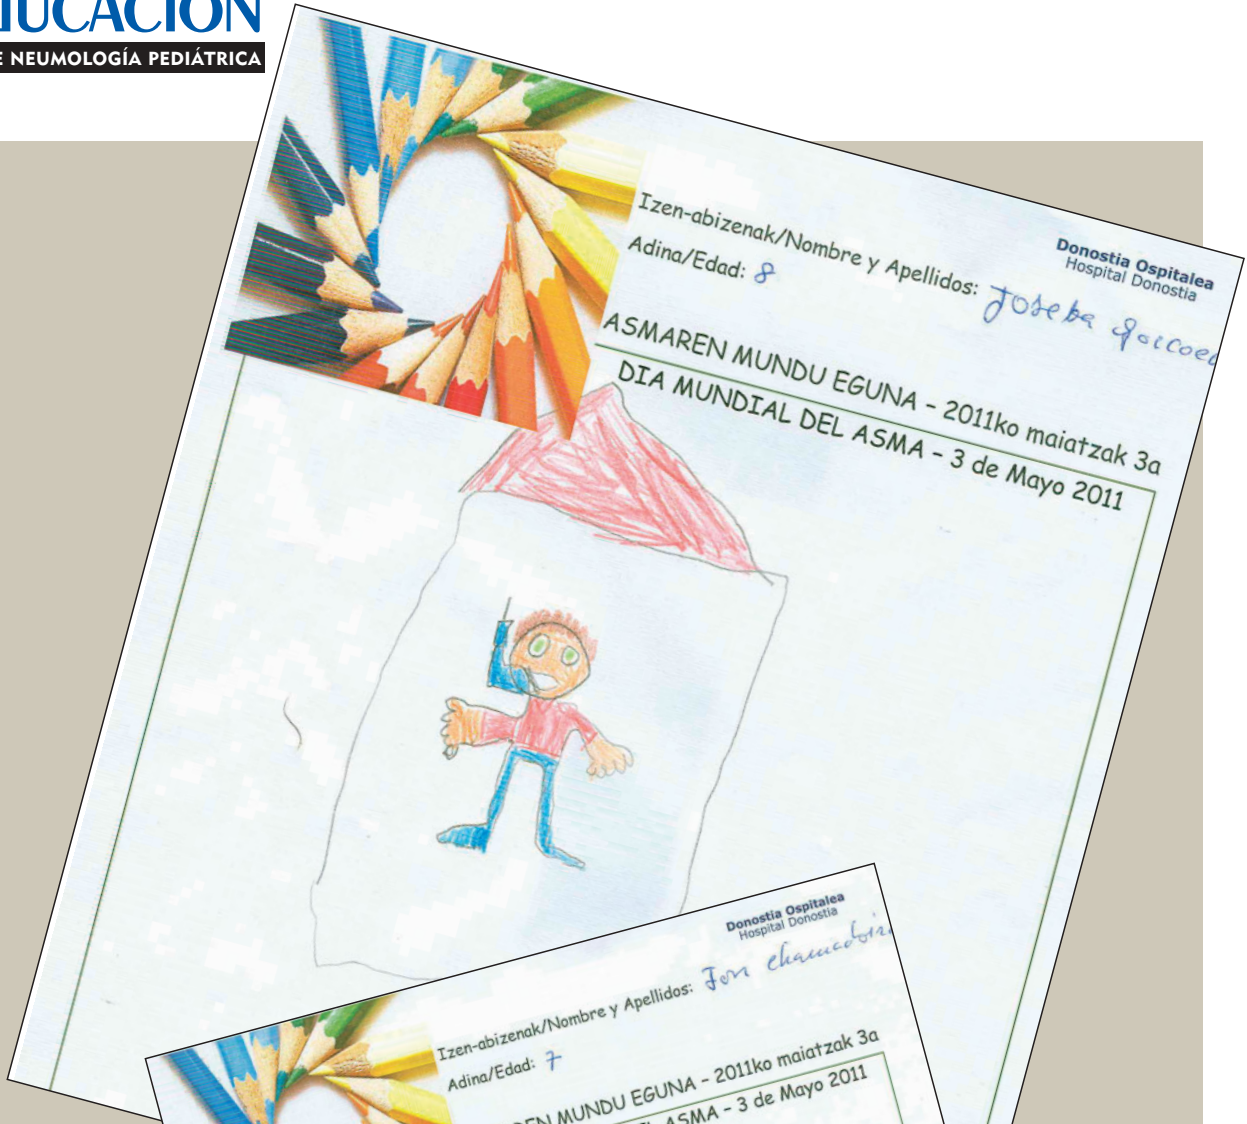 NEUMOLOGÍA PEDIÁTRICA
Donostia Ospitalea
Hospital Donostia
Izen-abizenak/Nombre y Apellidos: Joseba
Adina/Edad: 8
ASMAREN MUNDU EGUNA - 2011ko maiatzak 3a
DIA MUNDIAL DEL ASMA - 3 de Mayo 2011
Donostia Ospitalea
Hospital Donostia
Izen-abizenak/Nombre y Apellidos: Jon
Adina/Edad: 7
MUNDU EGUNA - 2011ko maiatzak 3a
ASMA - 3 de Mayo 2011